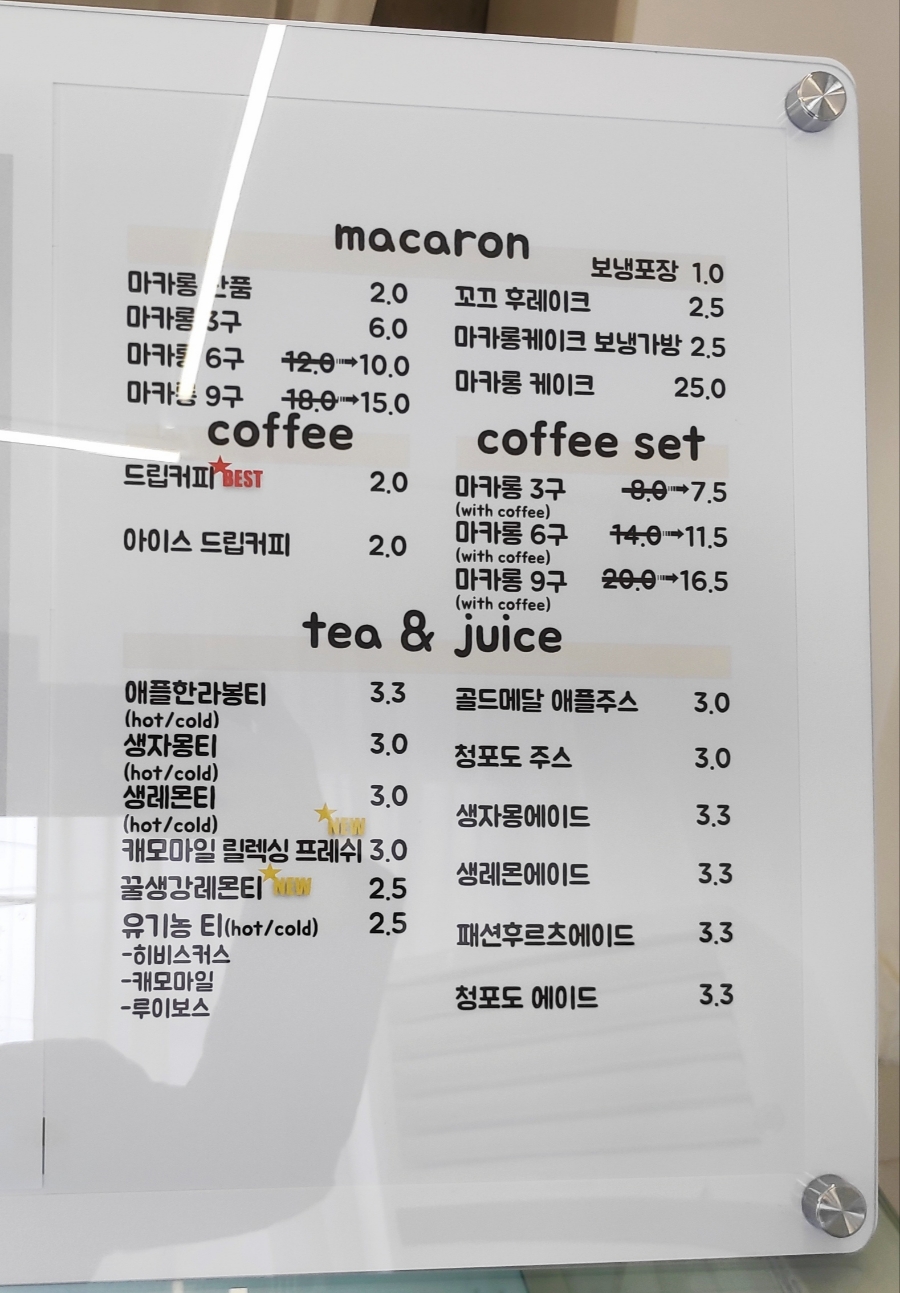 macaron
보냉포장 1.0
마카롱 단품 2.0
마카롱 3구 6.0
마카롱 6구 12.0→10.0
마카롱 9구 18.0→15.0
꼬끄 후레이크 2.5
마카롱케이크 보냉가방 2.5
마카롱 케이크 25.0
coffee
드립커피 BEST 2.0
아이스 드립커피 2.0
coffee set
마카롱 3구 8.0→7.5
(with coffee)
마카롱 6구 14.0→11.5
(with coffee)
마카롱 9구 20.0→16.5
(with coffee)
tea & juice
애플한라봉티 3.3
(hot/cold)
생자몽티 3.0
(hot/cold)
생레몬티 3.0
(hot/cold)
NEW
캐모마일 릴렉싱 프레쉬 3.0
꿀생강레몬티 NEW 2.5
유기농 티(hot/cold) 2.5
-히비스커스
-캐모마일
-루이보스
골드메달 애플주스 3.0
청포도 주스 3.0
생자몽에이드 3.3
생레몬에이드 3.3
패션후르츠에이드 3.3
청포도 에이드 3.3